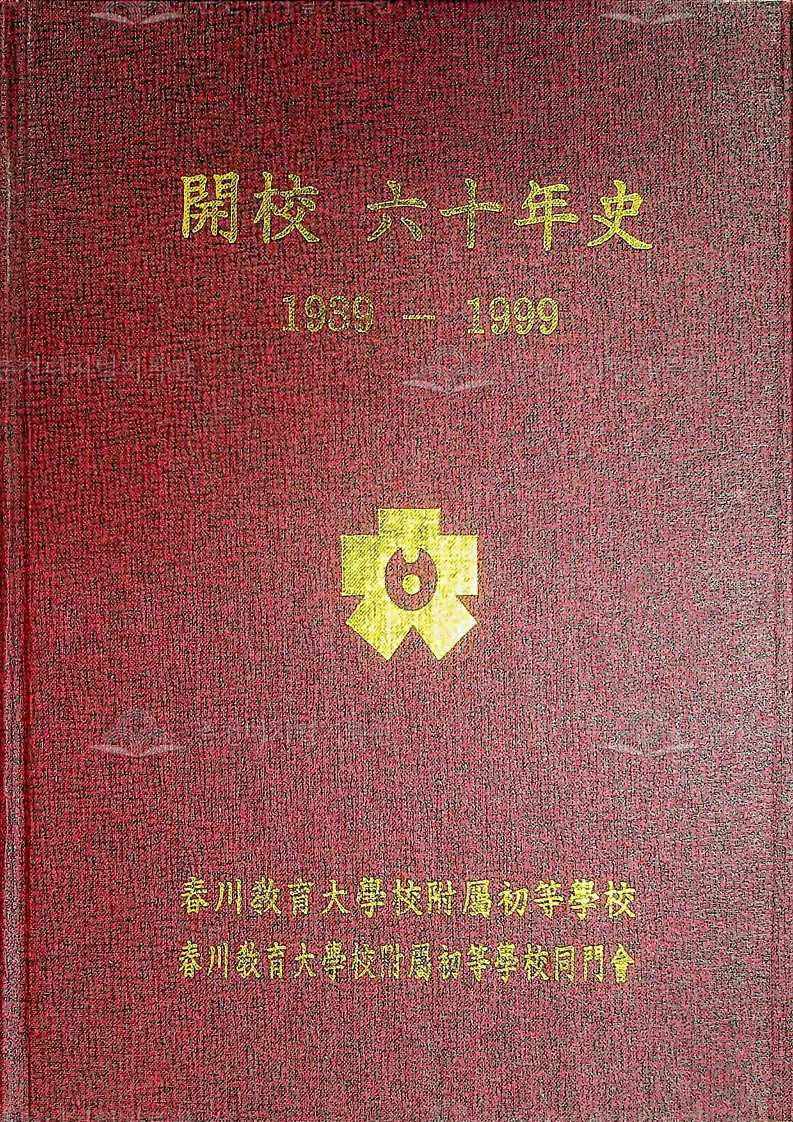 開校 六十年史
1939 — 1999
春川敎育大學校附屬初等學校
春川敎育大學校附屬初等學校同門會